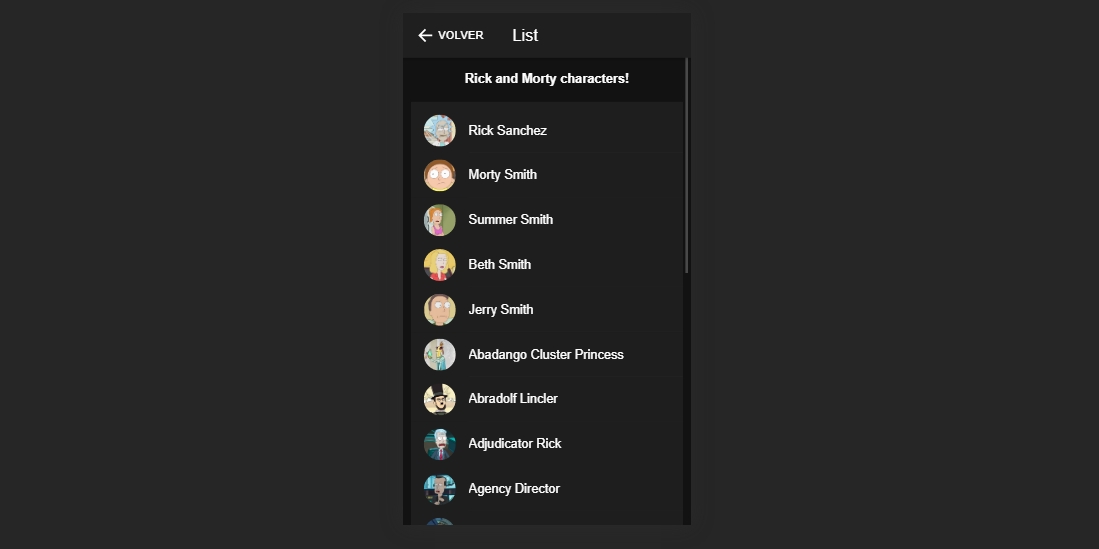 VOLVER List
Rick and Morty characters!
Rick Sanchez
Morty Smith
Summer Smith
Beth Smith
Jerry Smith
Abadango Cluster Princess
Abradolf Lincler
Adjudicator Rick
Agency Director